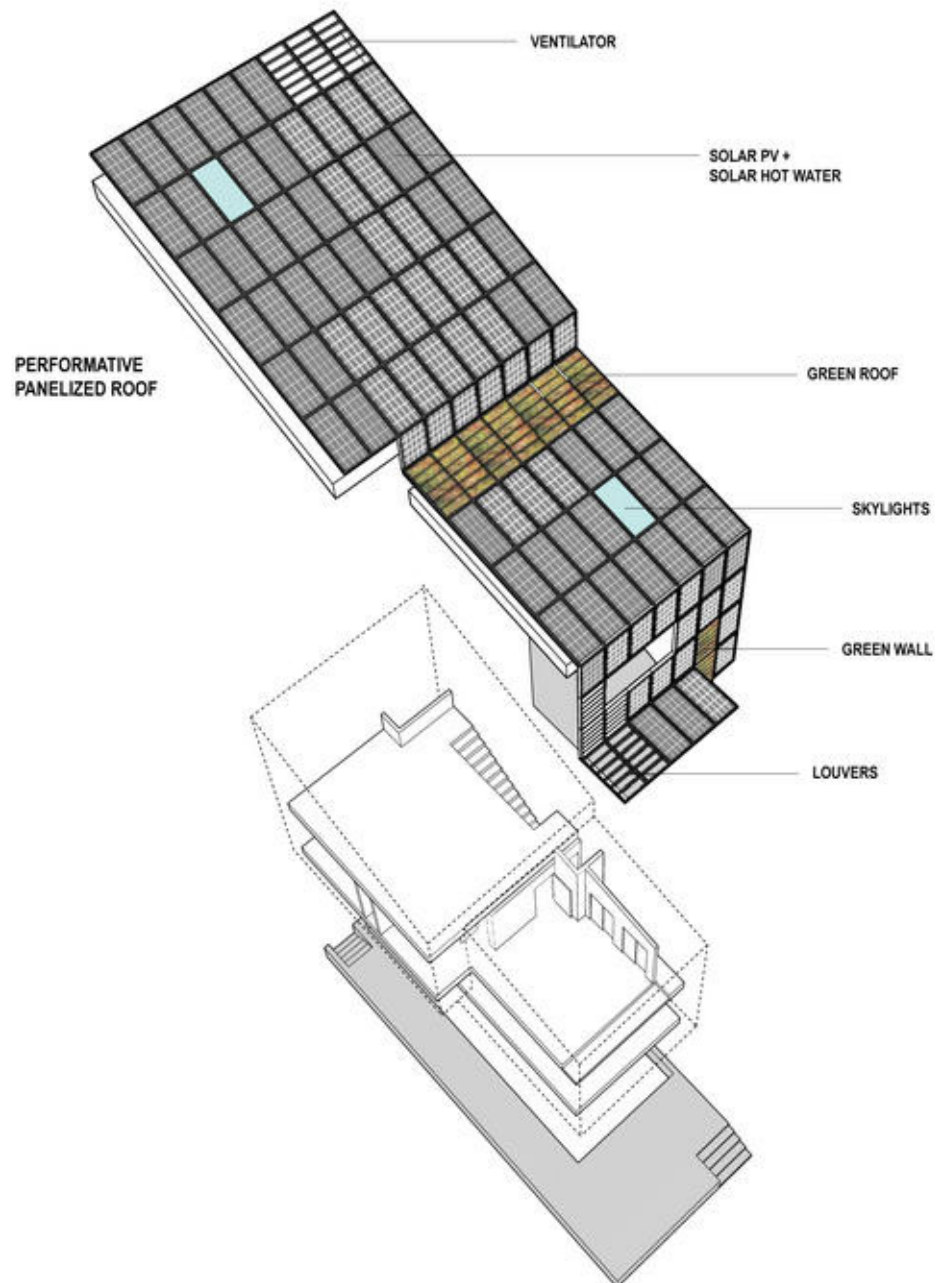 VENTILATOR
SOLAR PV +
SOLAR HOT WATER
PERFORMATIVE
PANELIZED ROOF
GREEN ROOF
SKYLIGHTS
GREEN WALL
LOUVERS